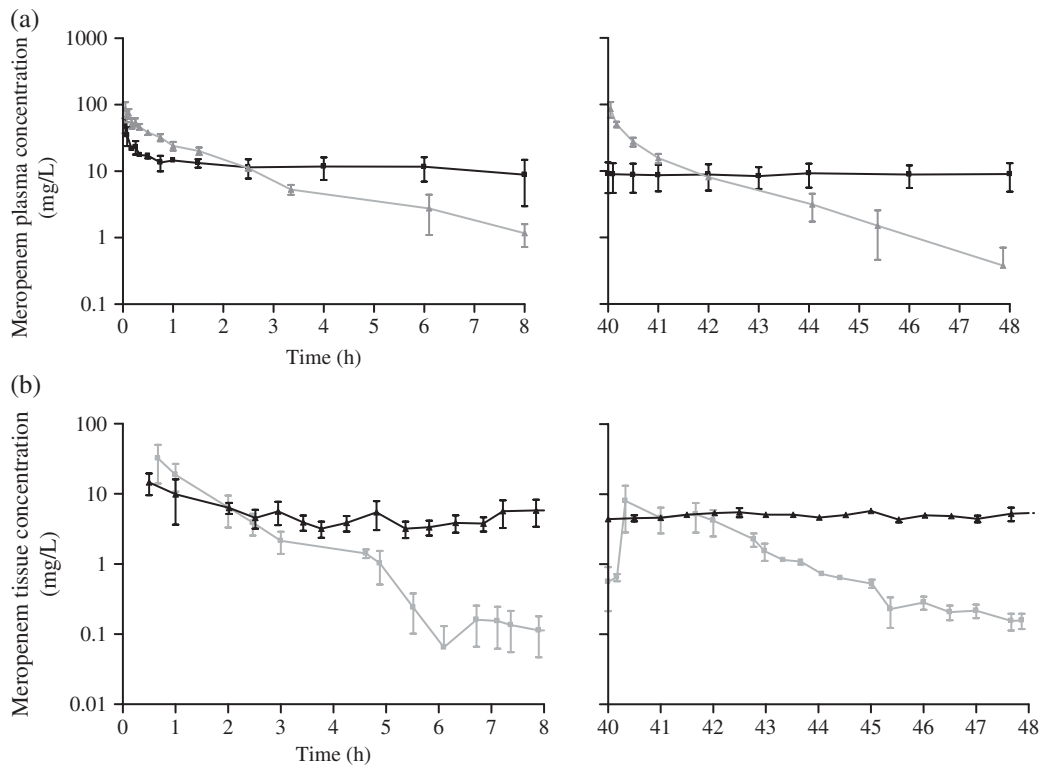 (a)
Meropenem plasma concentration
(mg/L)
1000
100
10
1
0.1
0 1 2 3 4 5 6 7 8
Time (h)
40 41 42 43 44 45 46 47 48
(b)
Meropenem tissue concentration
(mg/L)
100
10
1
0.1
0.01
0 1 2 3 4 5 6 7 8
Time (h)
40 41 42 43 44 45 46 47 48